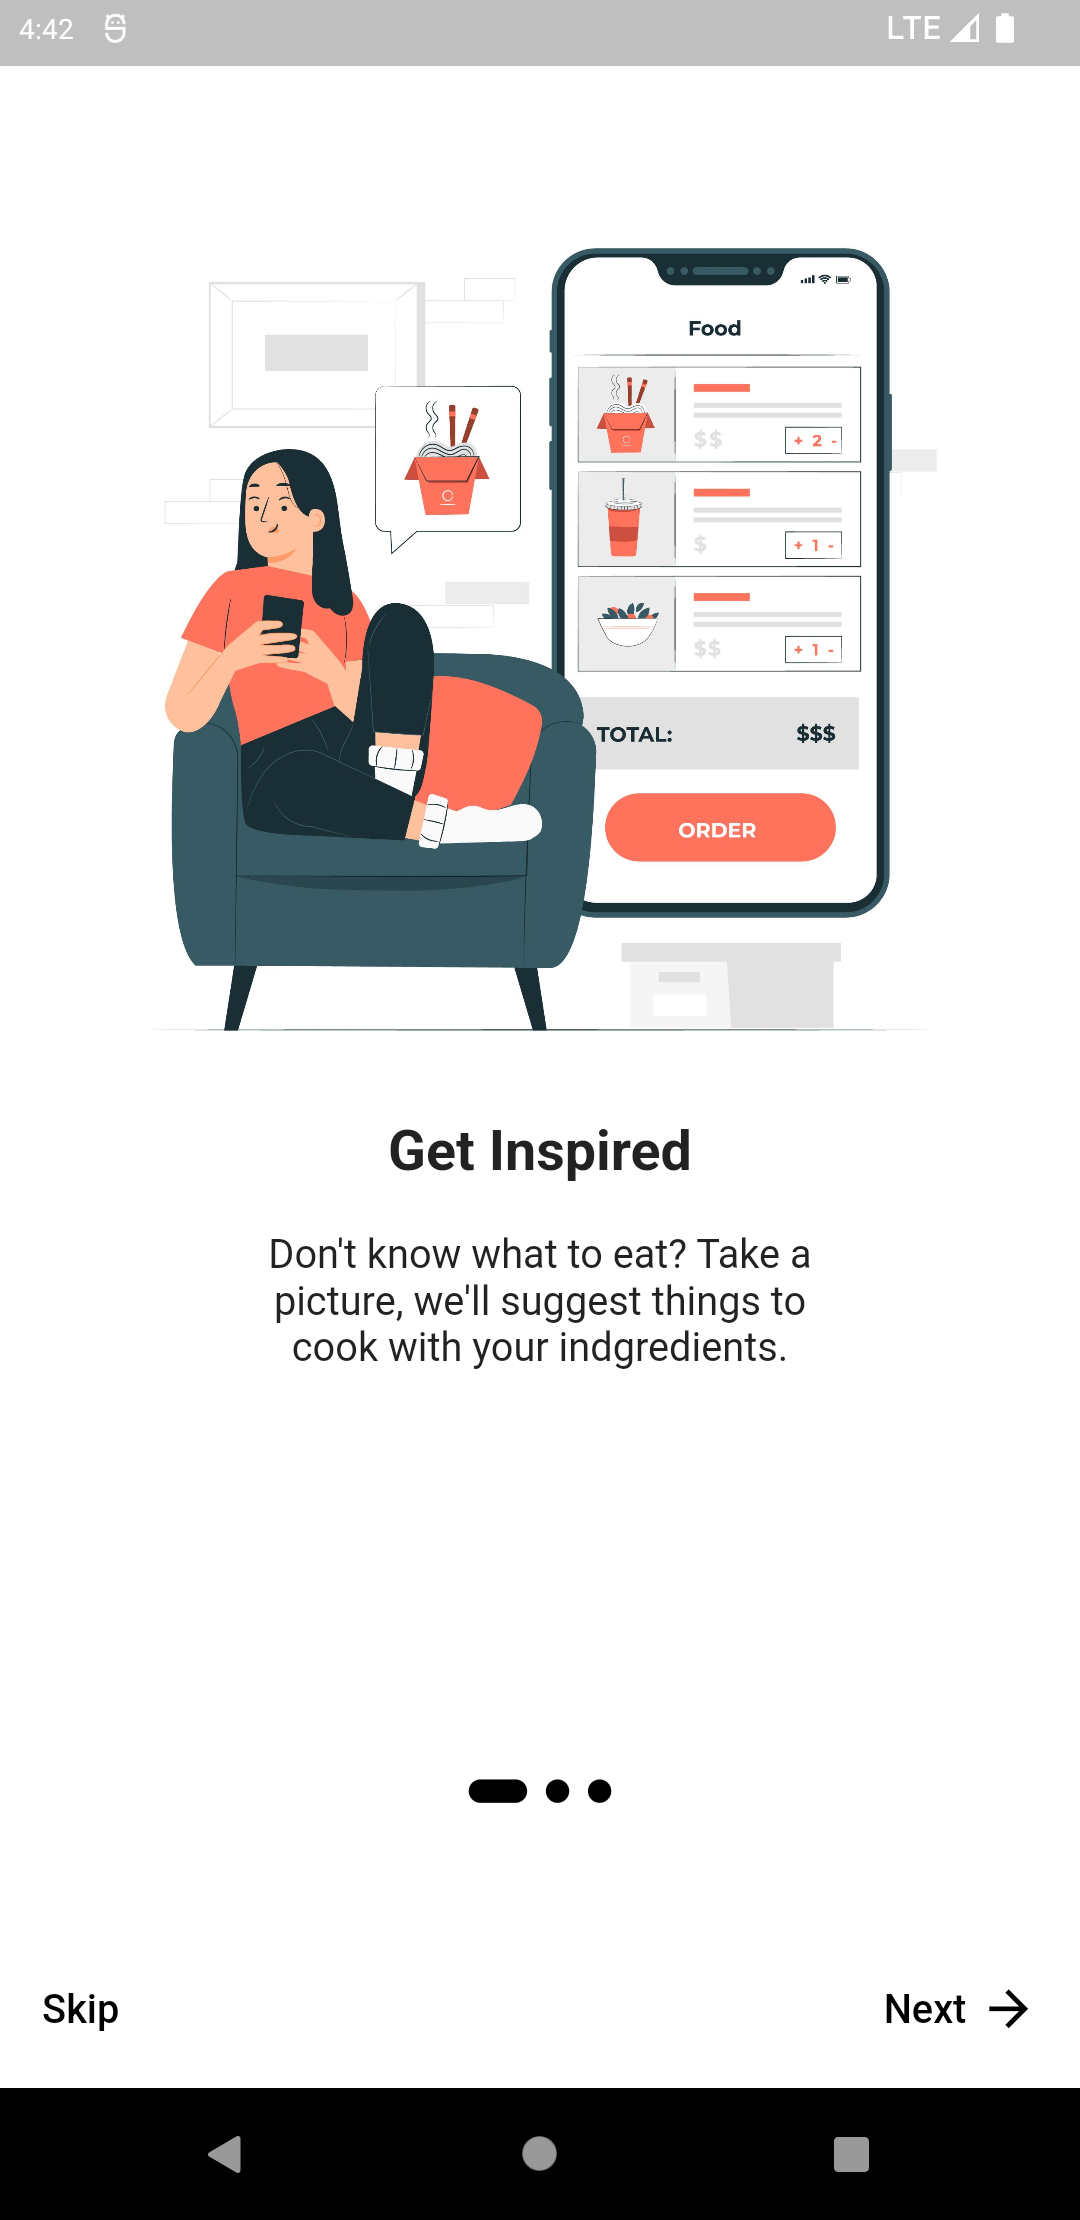 4:42
LTE
Food
$$
+ 2 -
$
+ 1 -
$$
+ 1 -
TOTAL: $$$
ORDER
Get Inspired
Don't know what to eat? Take a
picture, we'll suggest things to
cook with your indgredients.
Skip
Next